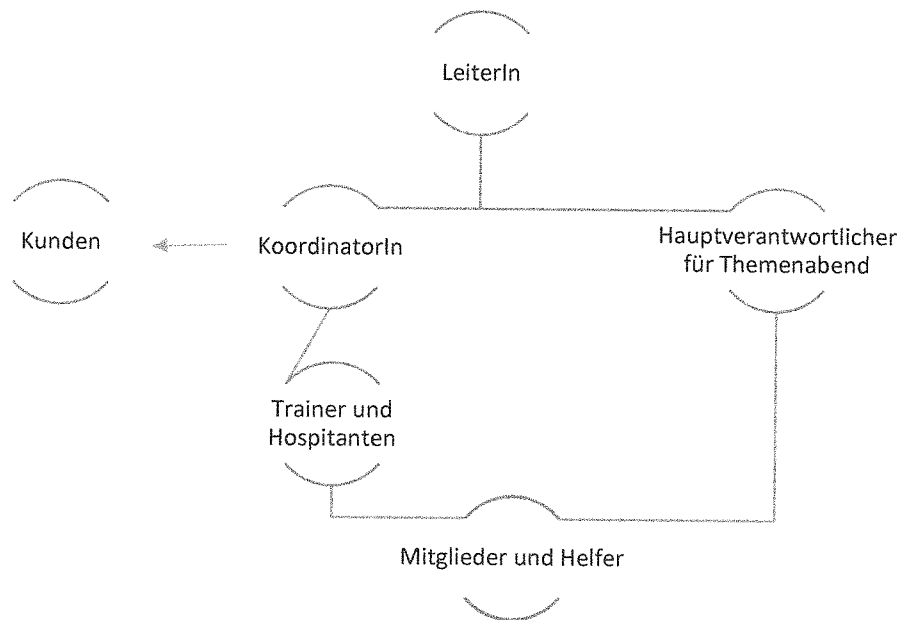 LeiterIn
Kunden
KoordinatorIn
Hauptverantwortlicher
für Themenabend
Trainer und
Hospitanten
Mitglieder und Helfer